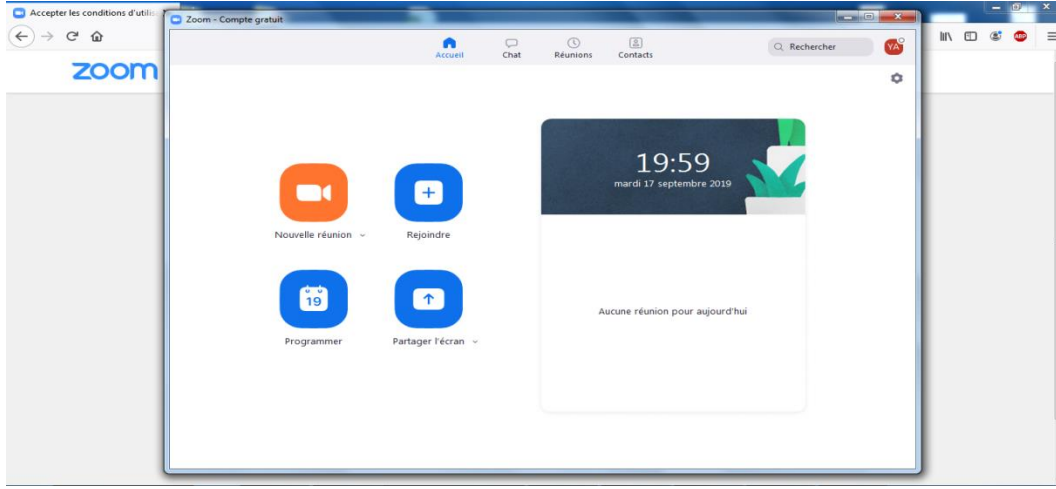 Accepter les conditions d'utilis
Zoom - Compte gratuit
Accueil
Chat
Réunions
Contacts
Rechercher
YA
ABP
zoom
19:59
mardi 17 septembre 2019
Nouvelle réunion
Rejoindre
19
Programmer
Partager l'écran
Aucune réunion pour aujourd'hui